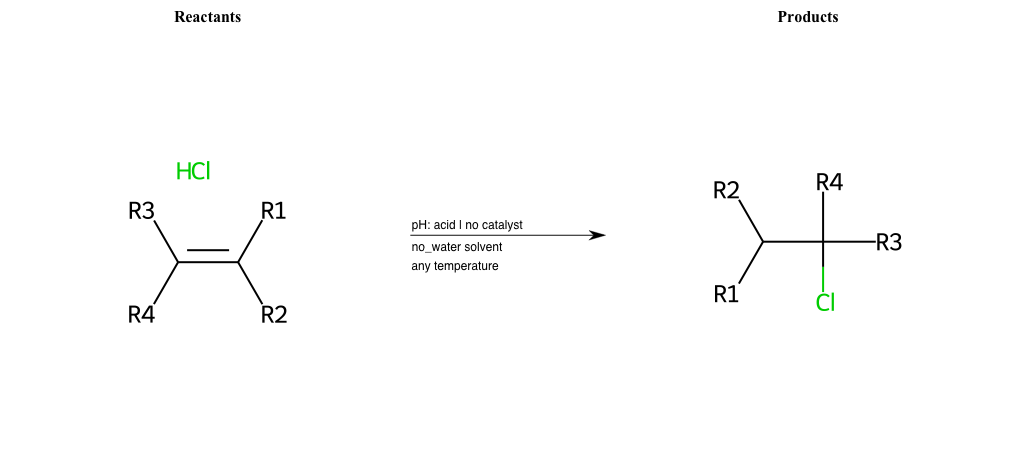 Reactants
Products
HCl
R3
R1
R4
R2
pH: acid | no catalyst
no_water solvent
any temperature
R2
R4
R3
R1
Cl